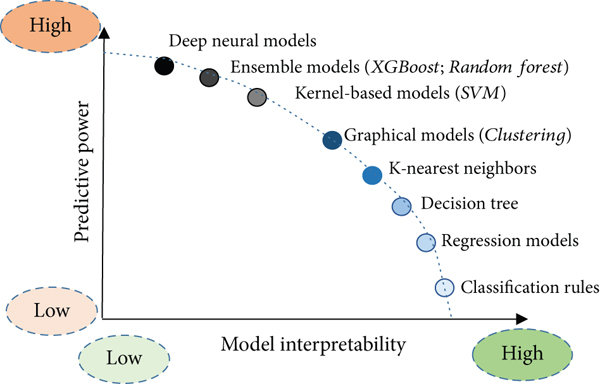 High
Deep neural models
Ensemble models (XGBoost; Random forest)
Kernel-based models (SVM)
Graphical models (Clustering)
K-nearest neighbors
Decision tree
Regression models
Classification rules
Predictive power
Low
Low
Model interpretability
High